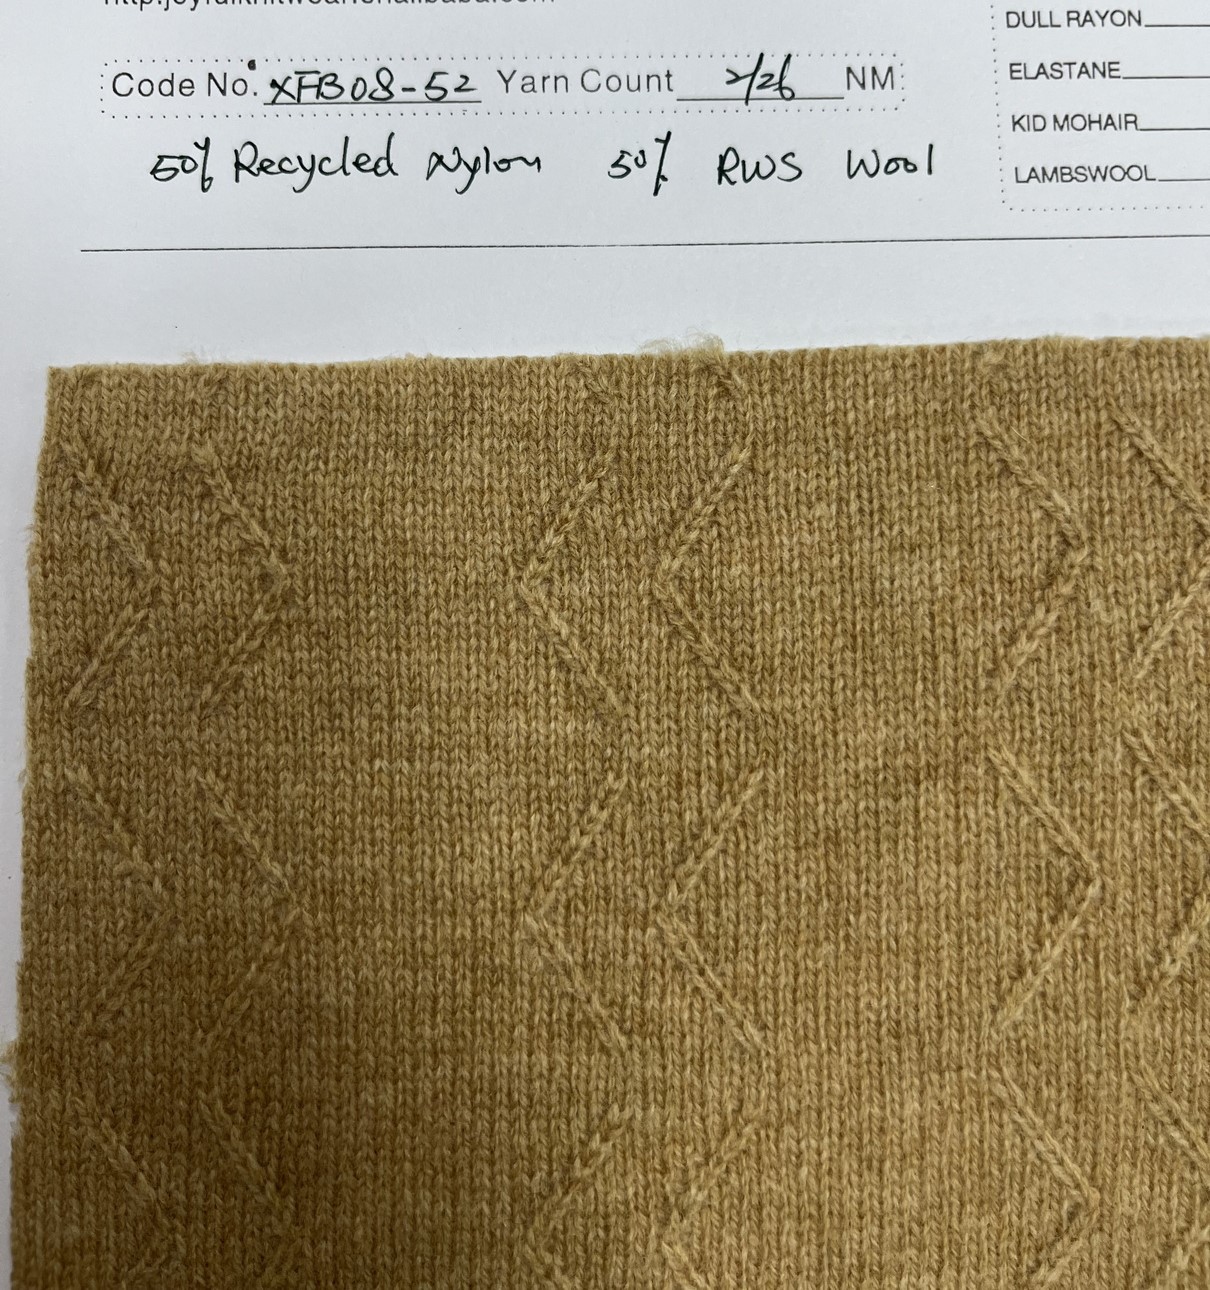 Code No. XFB08-52 Yarn Count 2/26 NM
50% Recycled Nylon 50% RWS Wool
DULL RAYON
ELASTANE
KID MOHAIR
LAMBSWOOL